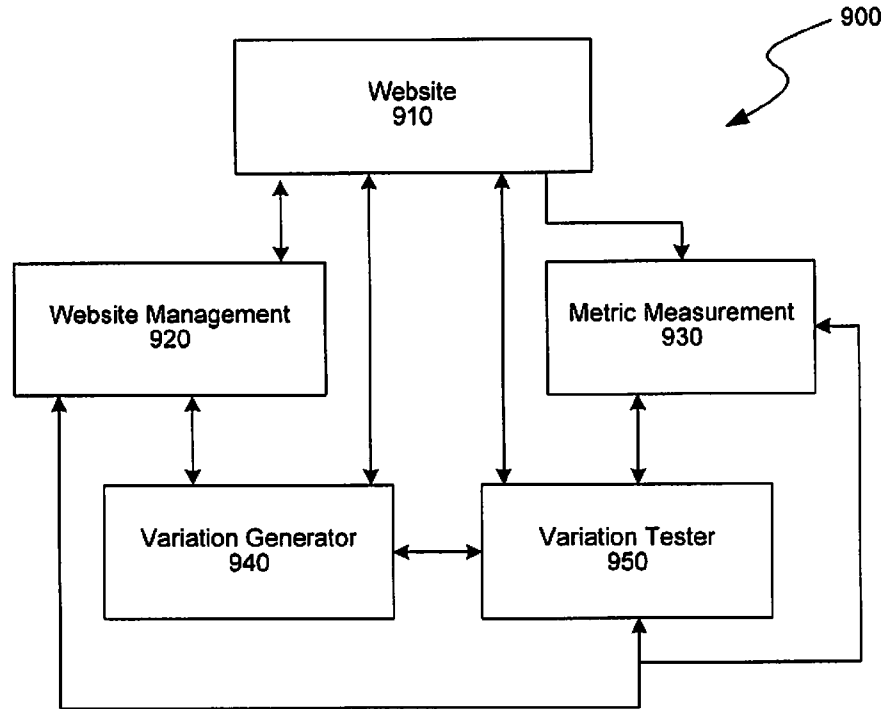 900
Website
910
Website Management
920
Metric Measurement
930
Variation Generator
940
Variation Tester
950